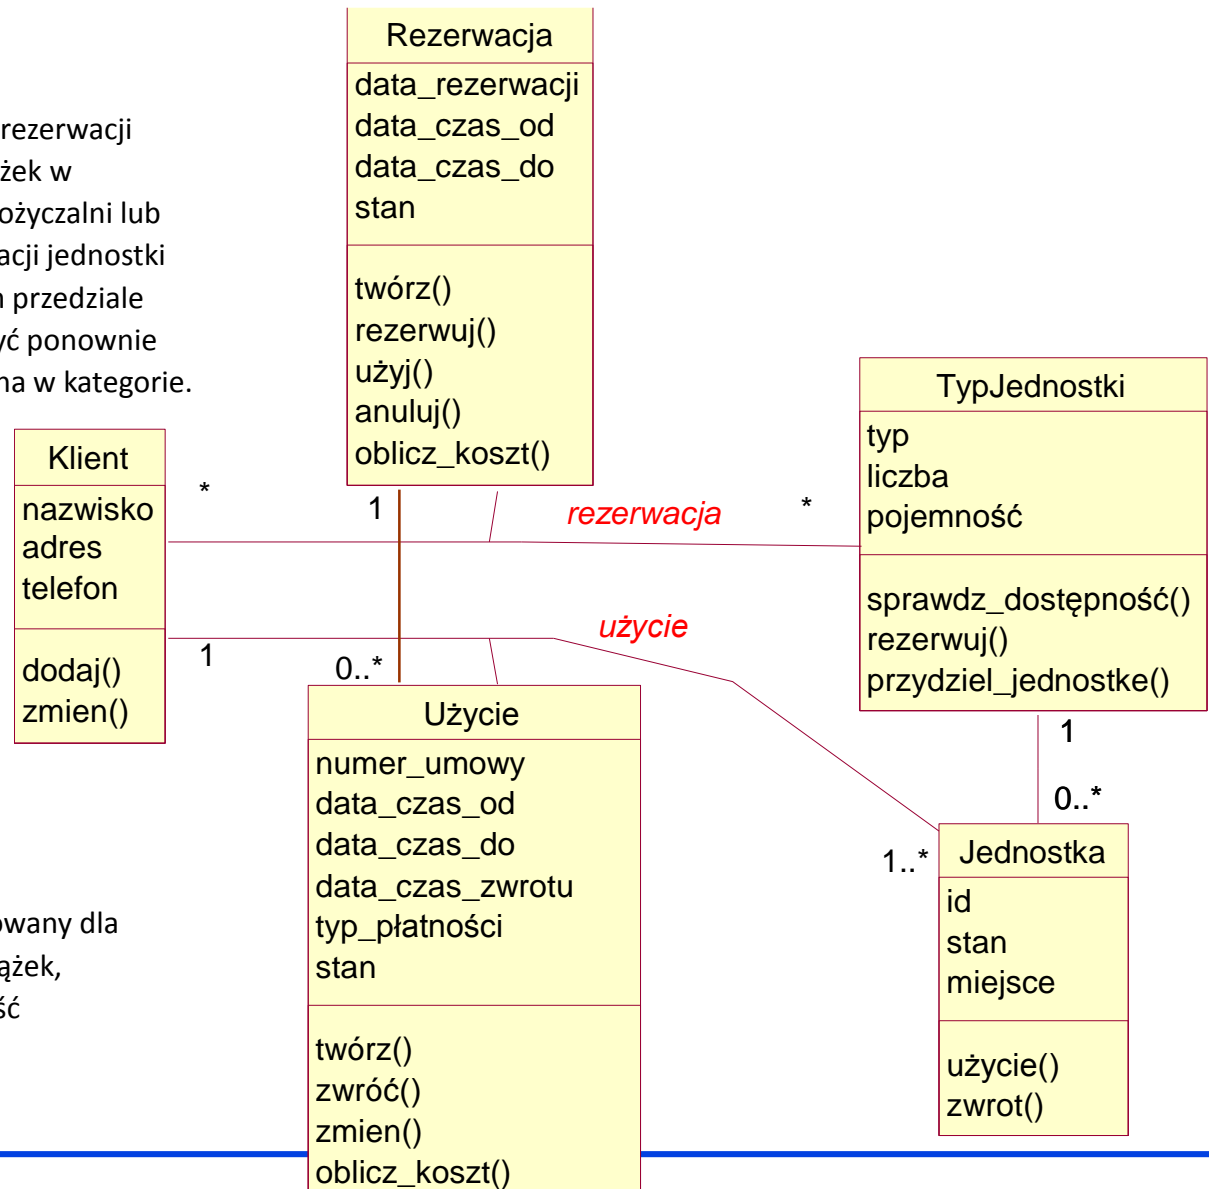 Rezerwacja
data_rezerwacji
data_czas_od
data_czas_do
stan
twórz()
rezerwuj()
użyj()
anuluj()
oblicz_koszt()
rezerwacji
żek w
ożyczalni lub
acji jednostki
przedziale
yć ponownie
na w kategorie.
Klient
nazwisko
adres
telefon
dodaj()
zmien()
*
1
rezerwacja
*
TypJednostki
typ
liczba
pojemność
sprawdz_dostępność()
rezerwuj()
przydziel_jednostke()
1
użycie
0..*
1
0..*
1..*
Użycie
numer_umowy
data_czas_od
data_czas_do
data_czas_zwrotu
typ_płatności
stan
twórz()
zwróć()
zmien()
oblicz_koszt()
Jednostka
id
stan
miejsce
użycie()
zwrot()
owany dla
ążek,
ść